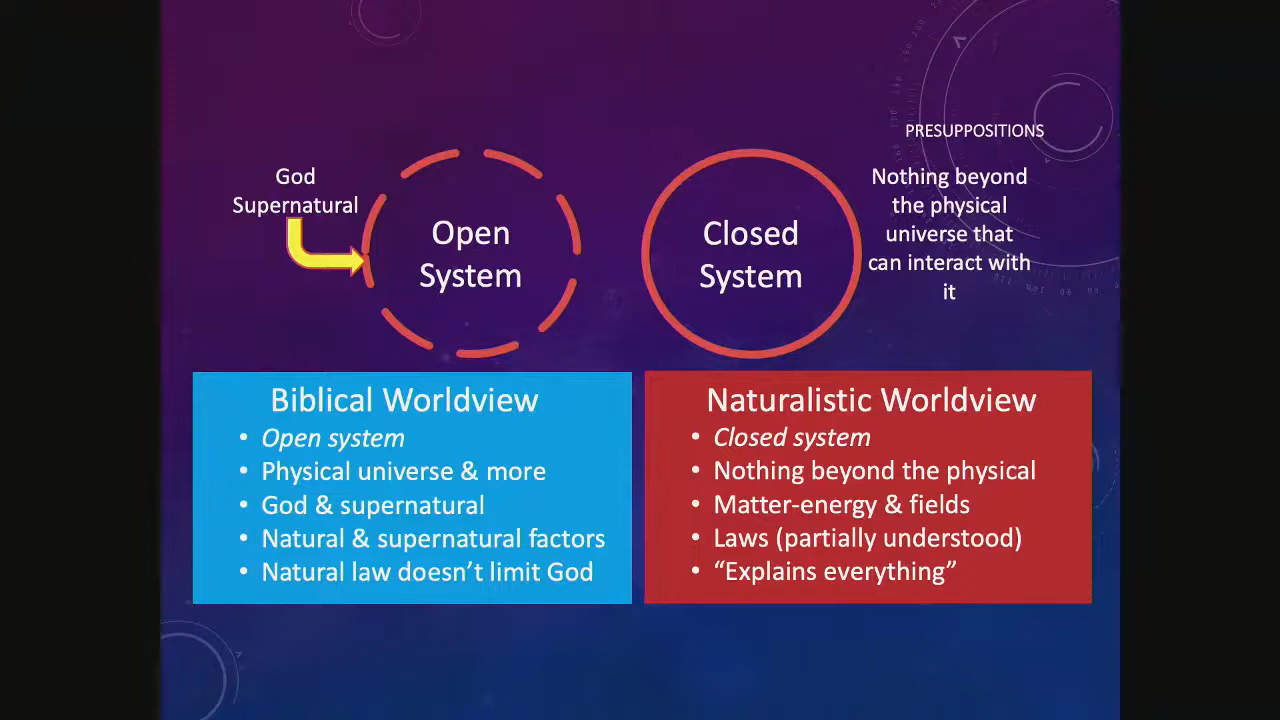 PRESUPPOSITIONS
God
Supernatural
Open
System
Closed
System
Nothing beyond
the physical
universe that
can interact with
it
Biblical Worldview
• Open system
• Physical universe & more
• God & supernatural
• Natural & supernatural factors
• Natural law doesn’t limit God
Naturalistic Worldview
• Closed system
• Nothing beyond the physical
• Matter-energy & fields
• Laws (partially understood)
• “Explains everything”